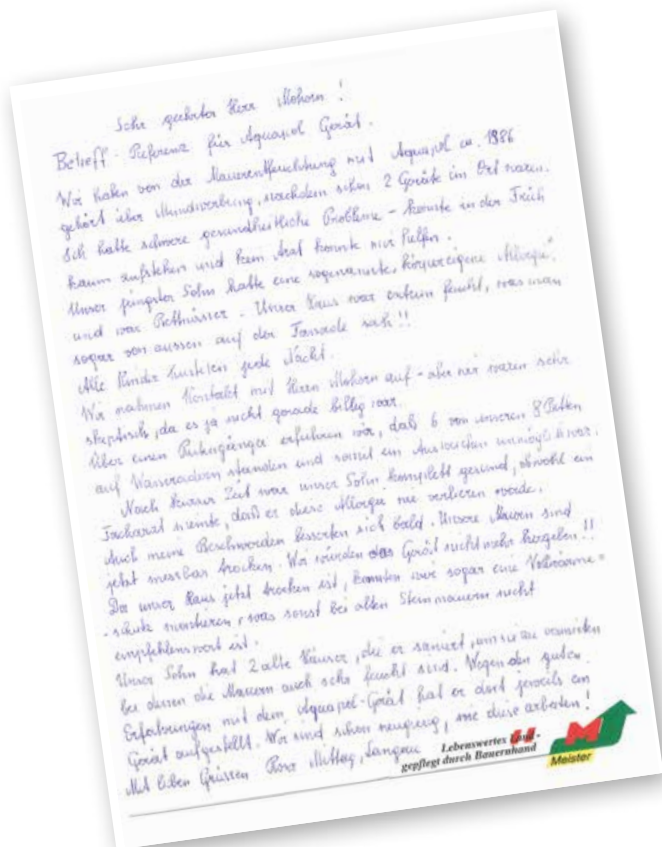 Sehr geehrter Herr Mohorn !
Betreff - Referenz für Aquapol Gerät.
Wir haben von der Mauerentfeuchtung mit Aquapol ca. 1986
gehört über Mundwerbung, nachdem schon 2 Geräte im Ort waren.
Ich hatte schwere gesundheitliche Probleme - konnte in der Früh
kaum aufstehen und kein Arzt konnte mir helfen.
Unser jüngster Sohn hatte eine sogenannte „körpereigene Allergie"
und war Bettnässer. Unser Haus war extrem feucht, was man
sogar von aussen auf der Fassade sah !!
Alle Kinder husteten jede Nacht.
Wir nahmen Kontakt mit Herrn Mohorn auf - aber wir waren sehr
skeptisch, da es ja nicht gerade billig war.
Über einen Rutengänger erfuhren wir, daß 6 von unseren 8 Betten
auf Wasseradern standen und somit ein Ausweichen unmöglich war.
Nach kurzer Zeit war unser Sohn komplett gesund, obwohl ein
Facharzt meinte, daß er diese Allergie nie verlieren werde.
Auch meine Beschwerden besserten sich bald. Unsere Mauern sind
jetzt messbar trocken. Wir würden das Gerät nicht mehr hergeben !!
Da unser Haus jetzt trocken ist, konnten wir sogar eine Vollwärme=
-schutz montieren, was sonst bei alten Steinmauern nicht
empfehlenswert ist.
Unser Sohn hat 2 alte Häuser, die er saniert, um sie zu vermieten
bei denen die Mauern auch sehr feucht sind. Wegen der guten
Erfahrungen mit dem Aquapol-Gerät hat er dort jeweils ein
Gerät aufgestellt. Wir sind schon neugierig, wie diese arbeiten !
Mit lieben Grüssen Rosa
Lebenswertes Land -
gepflegt durch Bauernhand
M
Meister